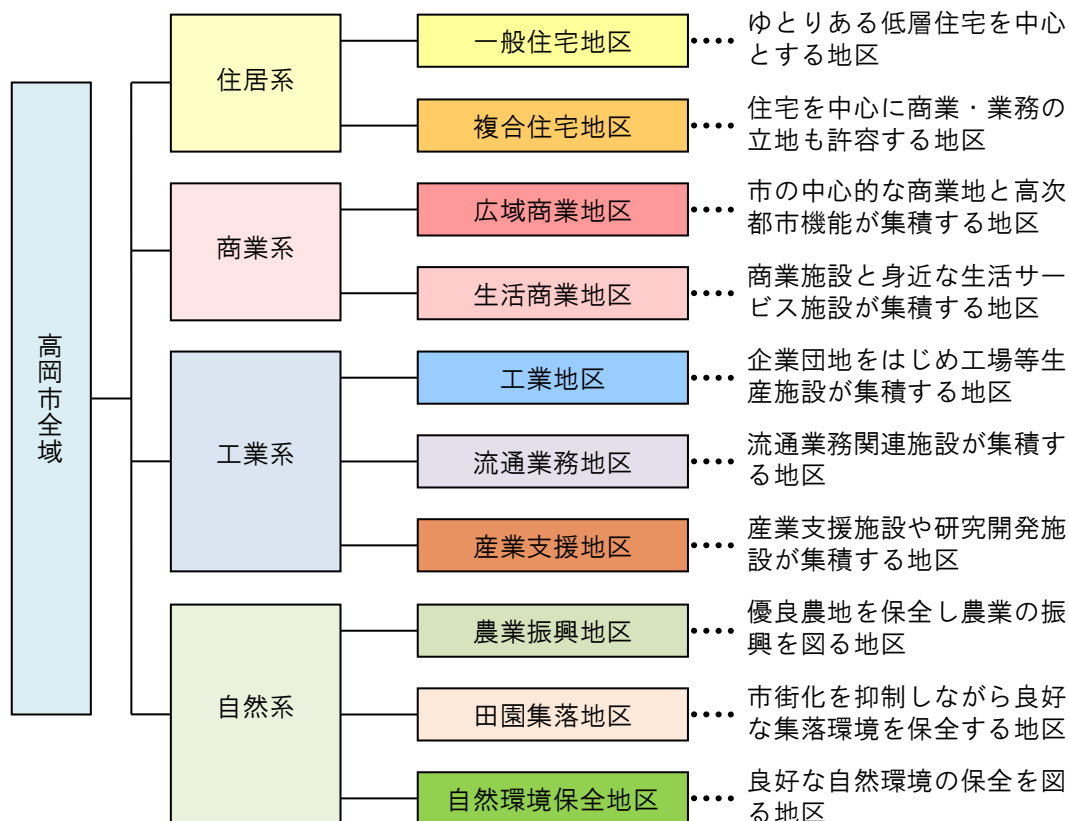 高岡市全域
住居系
一般住宅地区
ゆとりある低層住宅を中心
とする地区
複合住宅地区
住宅を中心に商業・業務の
立地も許容する地区
商業系
広域商業地区
市の中心的な商業地と高次
都市機能が集積する地区
生活商業地区
商業施設と身近な生活サー
ビス施設が集積する地区
工業系
工業地区
企業団地をはじめ工場等生
産施設が集積する地区
流通業務地区
流通業務関連施設が集積す
る地区
産業支援地区
産業支援施設や研究開発施
設が集積する地区
自然系
農業振興地区
優良農地を保全し農業の振
興を図る地区
田園集落地区
市街化を抑制しながら良好
な集落環境を保全する地区
自然環境保全地区
良好な自然環境の保全を図
る地区